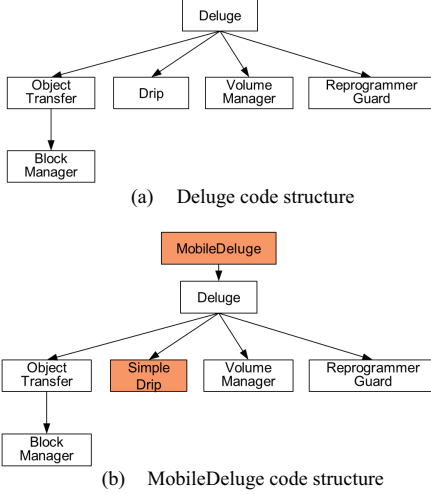 Deluge
Object
Transfer
Drip
Volume
Manager
Reprogrammer
Guard
Block
Manager
(a) Deluge code structure
MobileDeluge
Deluge
Object
Transfer
Simple
Drip
Volume
Manager
Reprogrammer
Guard
Block
Manager
(b) MobileDeluge code structure